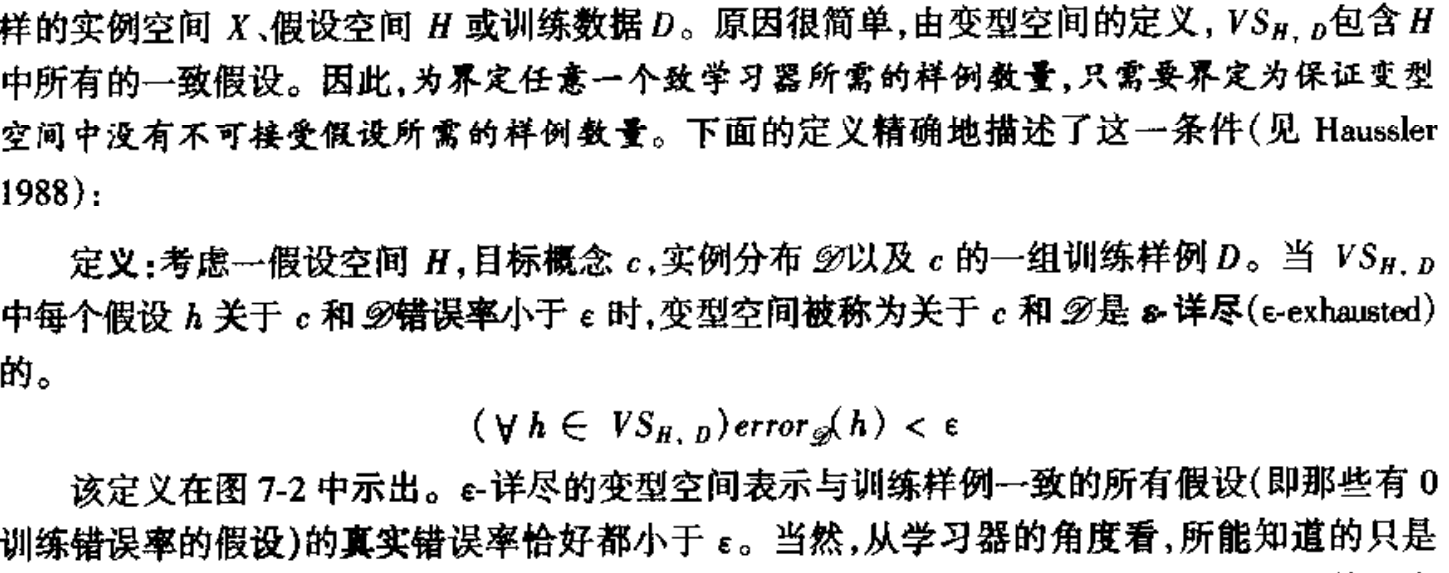 样的实例空间 X、假设空间 H 或训练数据 D。原因很简单,由变型空间的定义, VS_{H, D}包含 H
中所有的一致假设。因此,为界定任意一个致学习器所需的样例数量,只需要界定为保证变型
空间中没有不可接受假设所需的样例数量。下面的定义精确地描述了这一条件(见 Haussler
1988):
定义:考虑一假设空间 H,目标概念 c,实例分布 𝒟以及 c 的一组训练样例 D。当 VS_{H, D}
中每个假设 h 关于 c 和 𝒟错误率小于 ε 时,变型空间被称为关于 c 和 𝒟是 ε-详尽(ε-exhausted)
的。
(∀ h ∈ VS_{H, D})error_𝒟(h) < ε
该定义在图 7-2 中示出。ε-详尽的变型空间表示与训练样例一致的所有假设(即那些有 0
训练错误率的假设)的真实错误率恰好都小于 ε。当然,从学习器的角度看,所能知道的只是